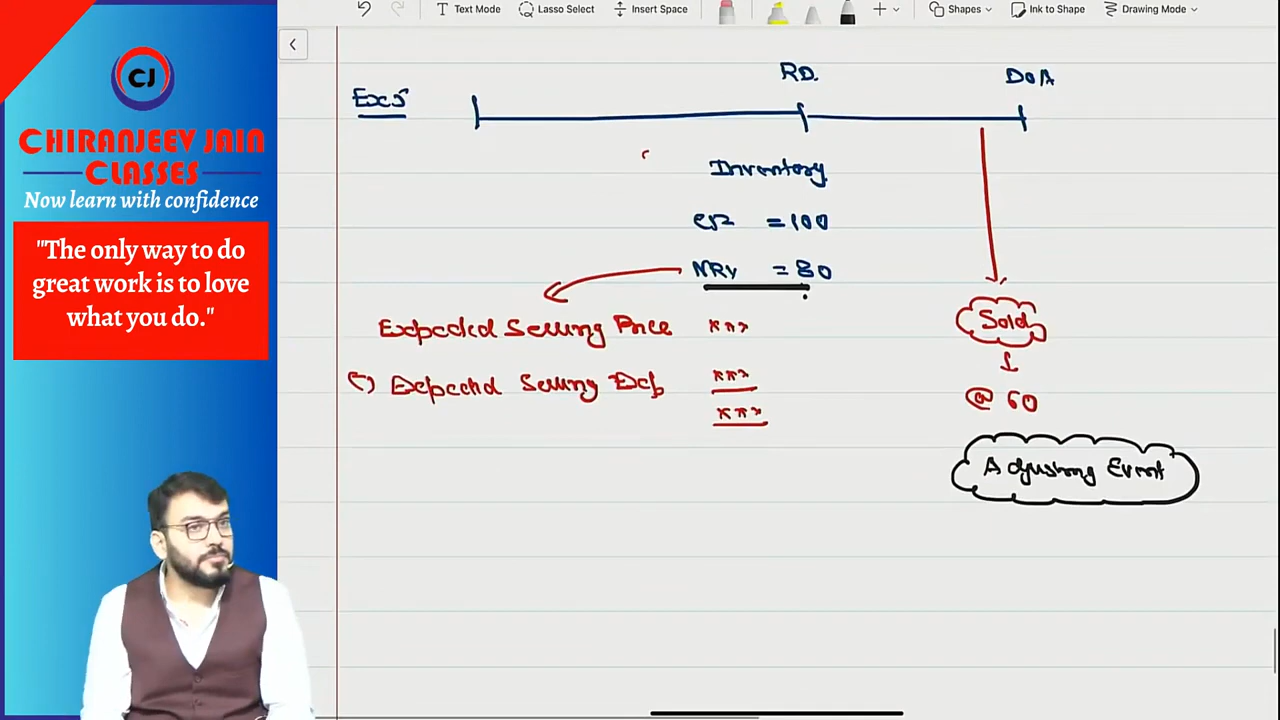 Text Mode Lasso Select Insert Space Shapes Ink to Shape Drawing Mode
CJ
CHIRANJEEV JAIN
CLASSES
Now learn with confidence
"The only way to do
great work is to love
what you do."
RD. DOA
Inventory
= 100
NRV = 80
Expected Selling Price xxx
(-) Expected Selling Exp xxx
xxx
Sold
@ 60
Adjusting Event